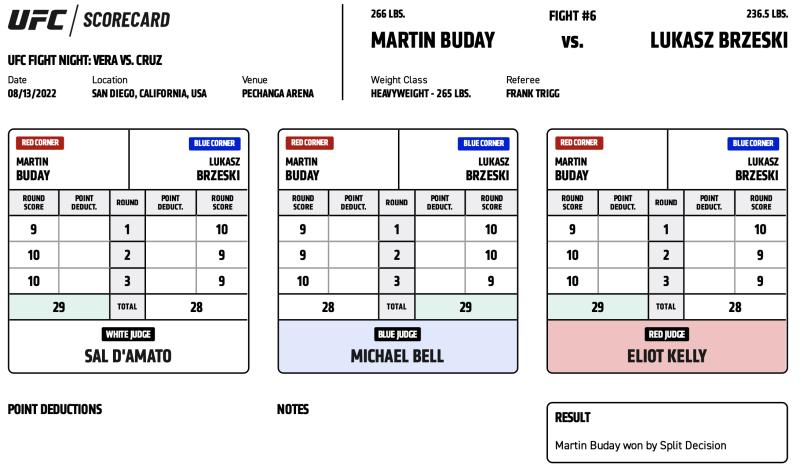 UFC SCORECARD
UFC FIGHT NIGHT: VERA VS. CRUZ
Date Location Venue
08/13/2022 SAN DIEGO, CALIFORNIA, USA PECHANGA ARENA
266 LBS. FIGHT #6 236.5 LBS.
MARTIN BUDAY VS. LUKASZ BRZESKI
Weight Class Referee
HEAVYWEIGHT - 265 LBS. FRANK TRIGG
RED CORNER BLUE CORNER
MARTIN LUKASZ
BUDAY BRZESKI
ROUND POINT ROUND POINT ROUND
SCORE DEDUCT. DEDUCT. SCORE
9 1 10
10 2 9
10 3 9
29 TOTAL 28
WHITE JUDGE
SAL D'AMATO
RED CORNER BLUE CORNER
MARTIN LUKASZ
BUDAY BRZESKI
ROUND POINT ROUND POINT ROUND
SCORE DEDUCT. DEDUCT. SCORE
9 1 10
9 2 10
10 3 9
28 TOTAL 29
BLUE JUDGE
MICHAEL BELL
RED CORNER BLUE CORNER
MARTIN LUKASZ
BUDAY BRZESKI
ROUND POINT ROUND POINT ROUND
SCORE DEDUCT. DEDUCT. SCORE
9 1 10
10 2 9
10 3 9
29 TOTAL 28
RED JUDGE
ELIOT KELLY
POINT DEDUCTIONS
NOTES
RESULT
Martin Buday won by Split Decision